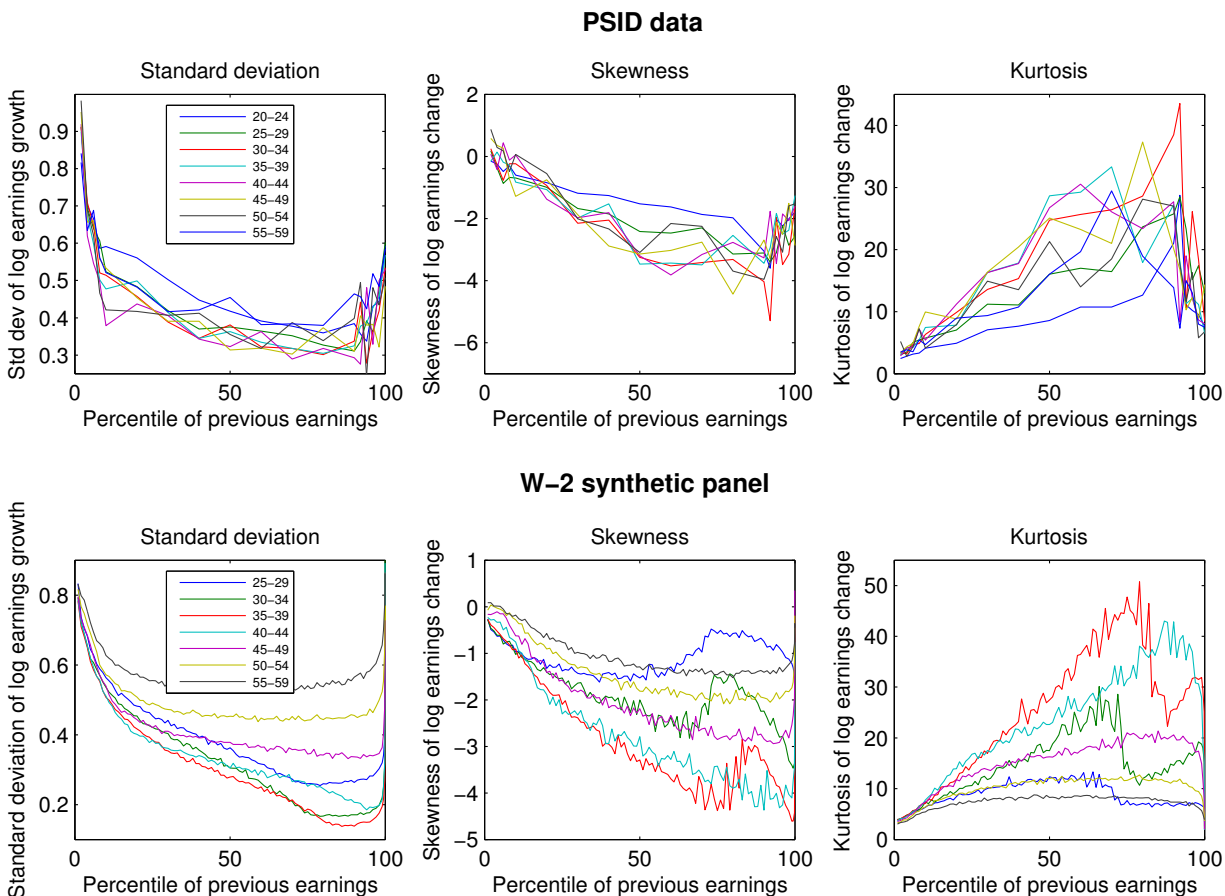 PSID data
Standard deviation
Std dev of log earnings growth
0.9
0.8
0.7
0.6
0.5
0.4
0.3
20−24
25−29
30−34
35−39
40−44
45−49
50−54
55−59
0 50 100
Percentile of previous earnings
Skewness
Skewness of log earnings change
2
0
−2
−4
−6
0 50 100
Percentile of previous earnings
Kurtosis
Kurtosis of log earnings change
40
30
20
10
0
0 50 100
Percentile of previous earnings
W−2 synthetic panel
Standard deviation
Standard deviation of log earnings growth
0.8
0.6
0.4
0.2
25−29
30−34
35−39
40−44
45−49
50−54
55−59
0 50 100
Percentile of previous earnings
Skewness
Skewness of log earnings change
1
0
−1
−2
−3
−4
−5
0 50 100
Percentile of previous earnings
Kurtosis
Kurtosis of log earnings change
50
40
30
20
10
0
0 50 100
Percentile of previous earnings